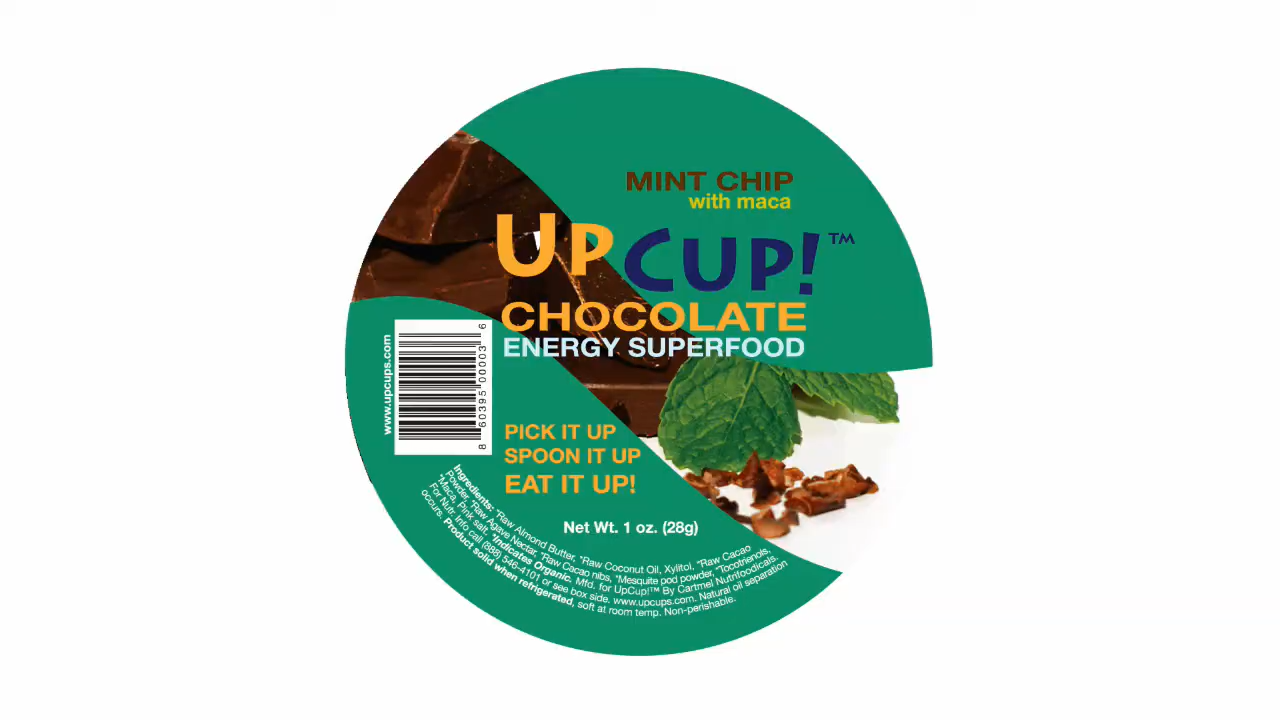 MINT CHIP
with maca
UPCUP!™
CHOCOLATE
ENERGY SUPERFOOD
www.upcups.com
8 60395 00003 6
PICK IT UP
SPOON IT UP
EAT IT UP!
Net Wt. 1 oz. (28g)
Ingredients: *Raw Almond Butter, *Raw Coconut Oil, Xylitol, *Raw Cacao
Powder, *Raw Agave Nectar, *Raw Cacao nibs, *Mesquite pod powder, *Tocotrienols,
*Maca, Pink salt. *Indicates Organic. Mfd. for UpCup!™ By Cartmel Nutrifoodicals.
For Nutr. Info call (888) 546-4101 or see box side. www.upcups.com. Natural oil separation
occurs. Product solid when refrigerated, soft at room temp. Non-perishable.